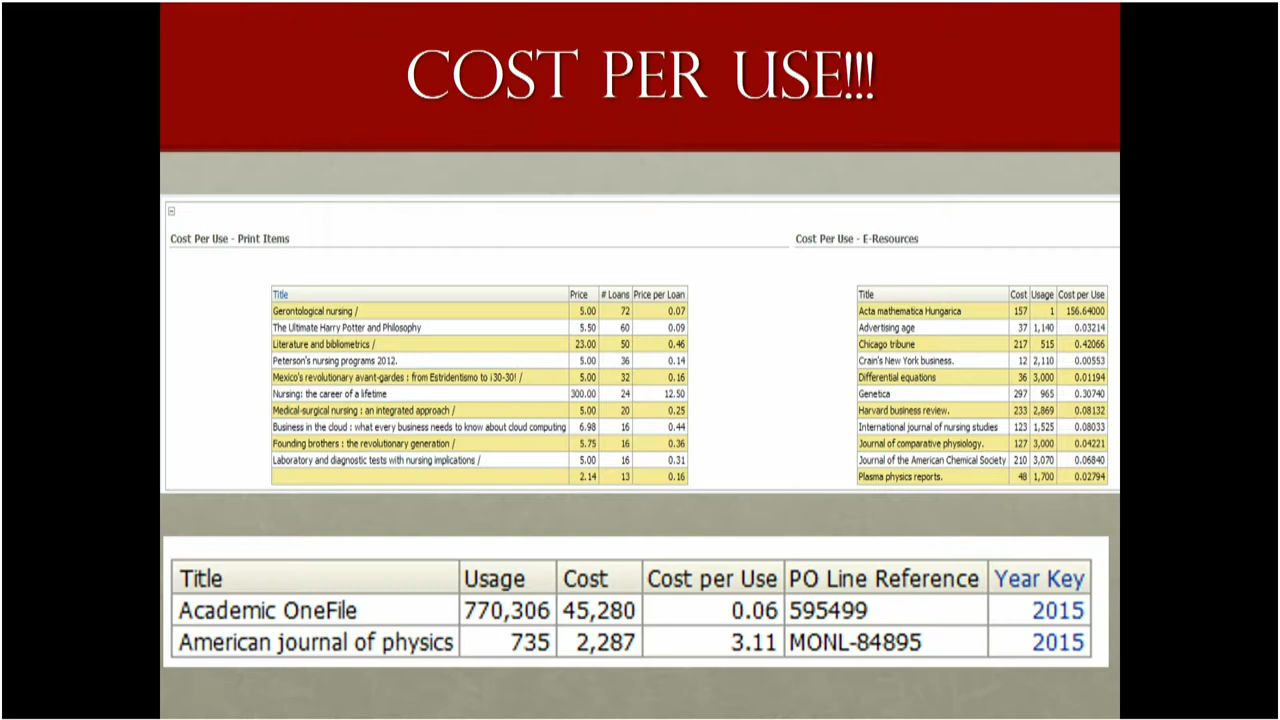 COST PER USE!!!
Cost Per Use - Print Items
Title Price # Loans Price per Loan
Gerontological nursing / 5.00 72 0.07
The Ultimate Harry Potter and Philosophy 5.50 60 0.09
Literature and bibliometrics / 23.00 50 0.46
Peterson's nursing programs 2012. 5.00 36 0.14
Mexico's revolutionary avant-gardes : from Estridentismo to ¡30-30! / 5.00 32 0.16
Nursing: the career of a lifetime 300.00 24 12.50
Medical-surgical nursing : an integrated approach / 5.00 20 0.25
Business in the cloud : what every business needs to know about cloud computing 6.98 16 0.44
Founding brothers : the revolutionary generation / 5.75 16 0.36
Laboratory and diagnostic tests with nursing implications / 5.00 16 0.31
2.14 13 0.16
Cost Per Use - E-Resources
Title Cost Usage Cost per Use
Acta mathematica Hungarica 157 1 156.64000
Advertising age 37 1,140 0.03214
Chicago tribune 217 515 0.42066
Crain's New York business. 12 2,110 0.00553
Differential equations 36 3,000 0.01194
Genetica 297 965 0.30740
Harvard business review. 233 2,869 0.08132
International journal of nursing studies 123 1,525 0.08033
Journal of comparative physiology. 127 3,000 0.04221
Journal of the American Chemical Society 210 3,070 0.06840
Plasma physics reports. 48 1,700 0.02794
Title Usage Cost Cost per Use PO Line Reference Year Key
Academic OneFile 770,306 45,280 0.06 595499 2015
American journal of physics 735 2,287 3.11 MONL-84895 2015